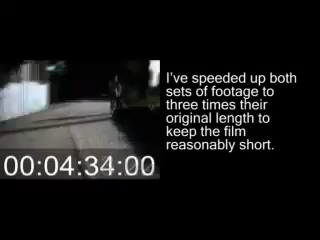 I've speeded up both
sets of footage to
three times their
original length to
keep the film
reasonably short.
00:04:34:00